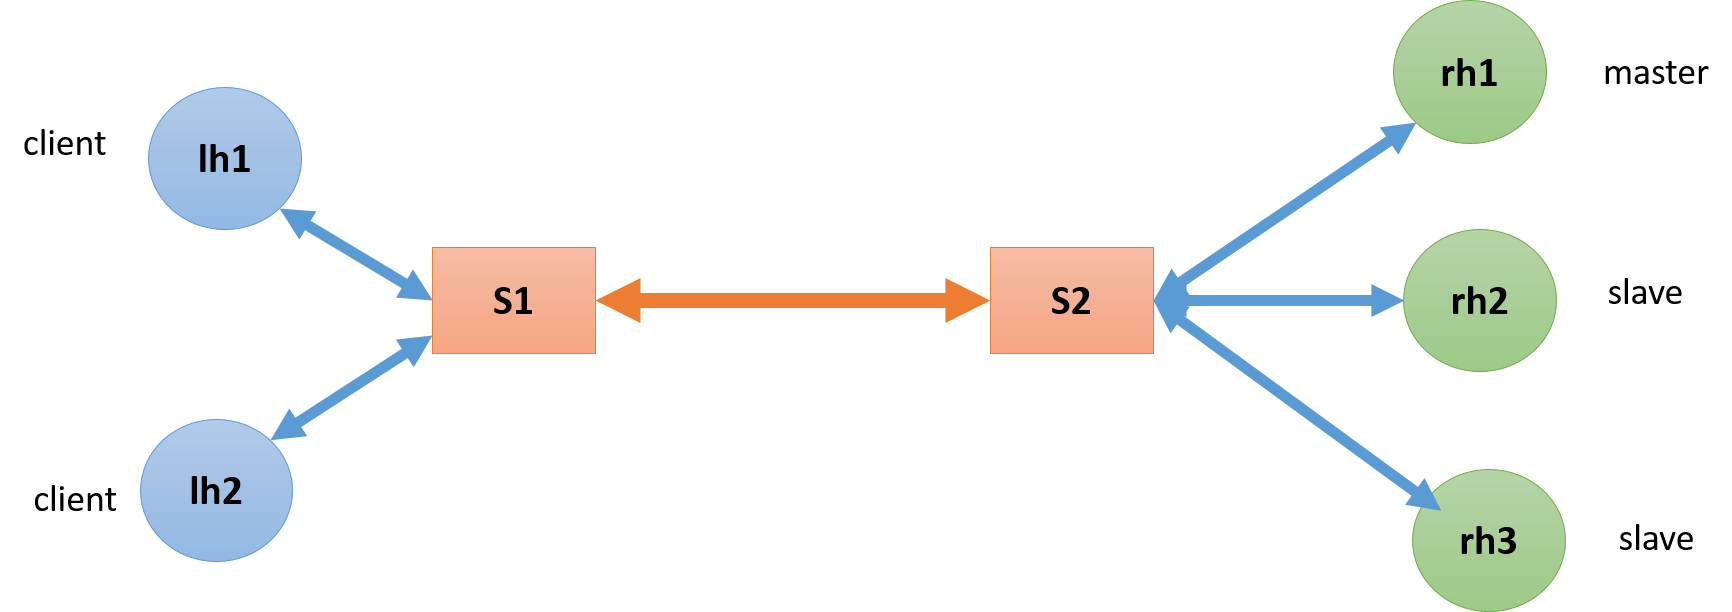 client
lh1
client
lh2
S1
S2
rh1
master
rh2
slave
rh3
slave